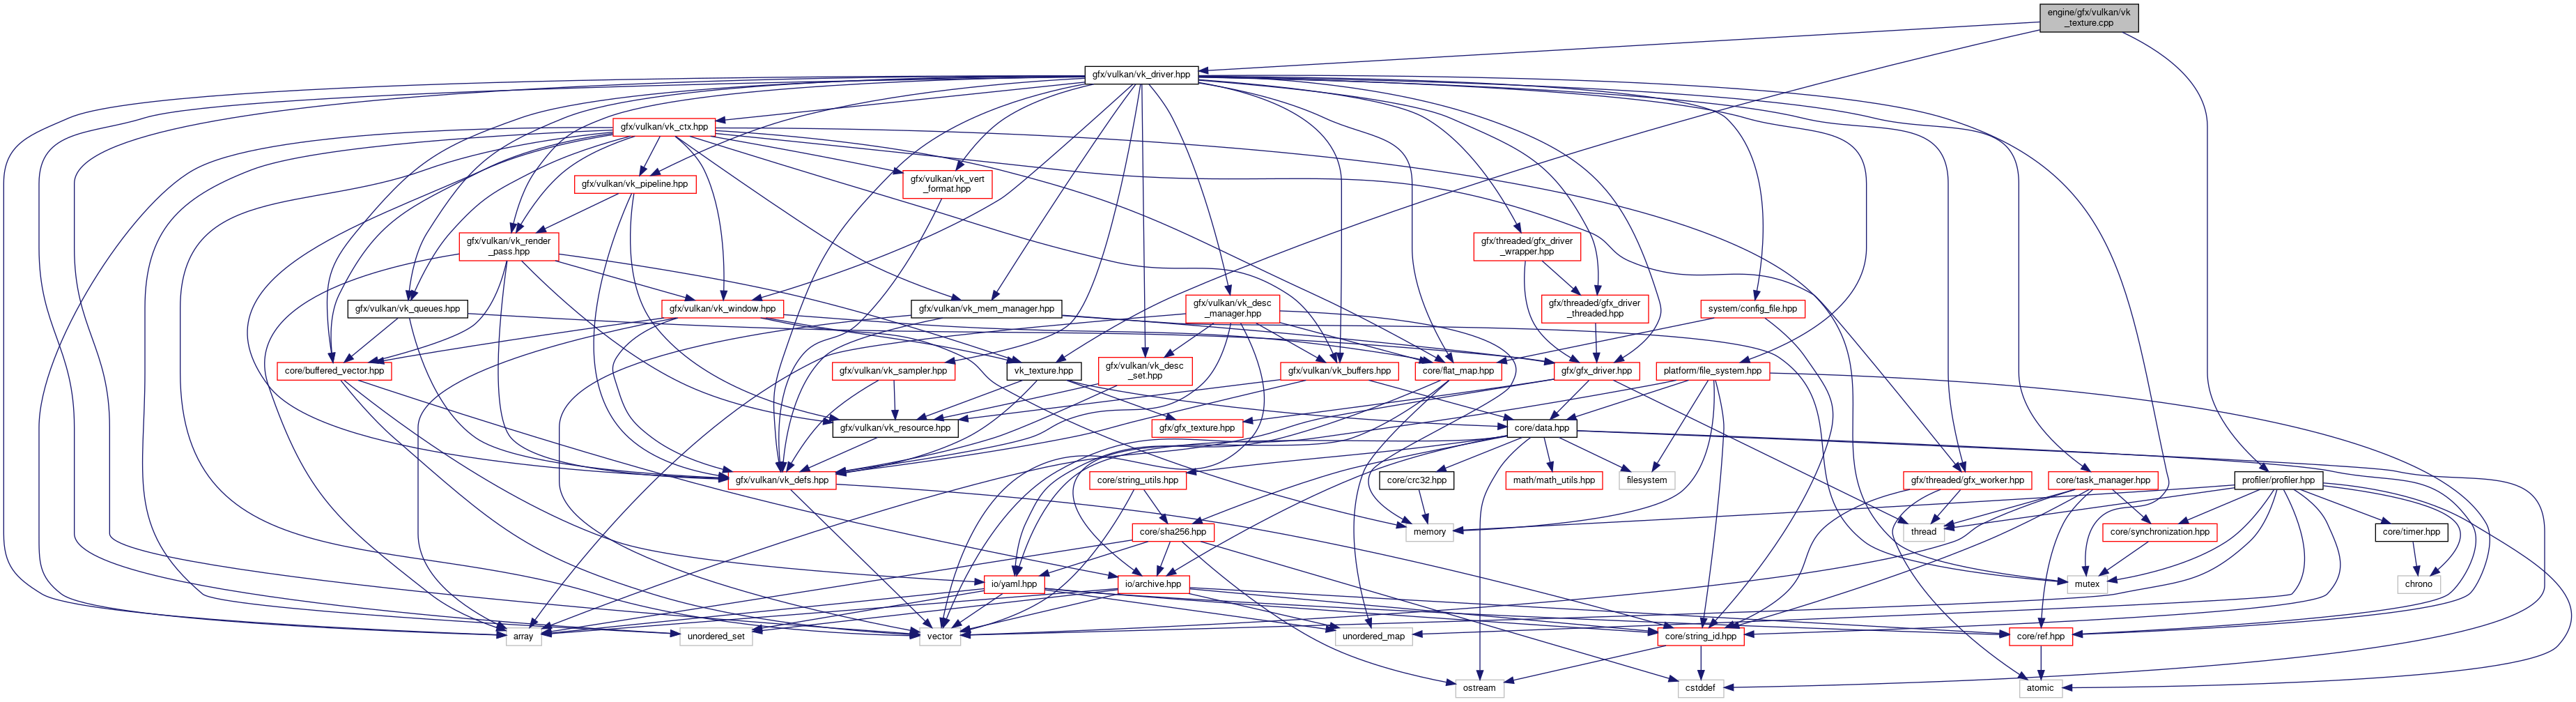 engine/gfx/vulkan/vk
_texture.cpp
gfx/vulkan/vk_driver.hpp
gfx/vulkan/vk_ctx.hpp
gfx/vulkan/vk_pipeline.hpp
gfx/vulkan/vk_vert
_format.hpp
gfx/vulkan/vk_render
_pass.hpp
gfx/threaded/gfx_driver
_wrapper.hpp
gfx/vulkan/vk_queues.hpp
gfx/vulkan/vk_window.hpp
gfx/vulkan/vk_mem_manager.hpp
gfx/vulkan/vk_desc
_manager.hpp
gfx/threaded/gfx_driver
_threaded.hpp
system/config_file.hpp
core/buffered_vector.hpp
gfx/vulkan/vk_sampler.hpp
vk_texture.hpp
gfx/vulkan/vk_desc
_set.hpp
gfx/vulkan/vk_buffers.hpp
core/flat_map.hpp
gfx/gfx_driver.hpp
platform/file_system.hpp
gfx/vulkan/vk_resource.hpp
gfx/gfx_texture.hpp
core/data.hpp
gfx/vulkan/vk_defs.hpp
core/string_utils.hpp
core/crc32.hpp
math/math_utils.hpp
filesystem
gfx/threaded/gfx_worker.hpp
core/task_manager.hpp
profiler/profiler.hpp
core/sha256.hpp
memory
thread
core/synchronization.hpp
core/timer.hpp
io/yaml.hpp
io/archive.hpp
mutex
chrono
array
unordered_set
vector
unordered_map
core/string_id.hpp
core/ref.hpp
ostream
cstddef
atomic